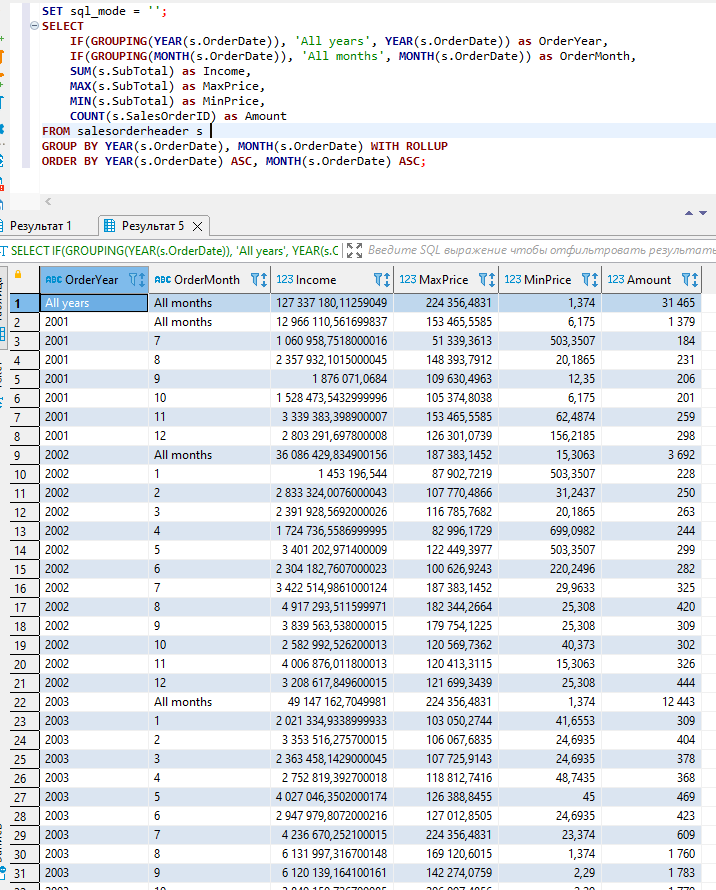 SET sql_mode = '';
SELECT
IF(GROUPING(YEAR(s.OrderDate)), 'All years', YEAR(s.OrderDate)) as OrderYear,
IF(GROUPING(MONTH(s.OrderDate)), 'All months', MONTH(s.OrderDate)) as OrderMonth,
SUM(s.SubTotal) as Income,
MAX(s.SubTotal) as MaxPrice,
MIN(s.SubTotal) as MinPrice,
COUNT(s.SalesOrderID) as Amount
FROM salesorderheader s
GROUP BY YEAR(s.OrderDate), MONTH(s.OrderDate) WITH ROLLUP
ORDER BY YEAR(s.OrderDate) ASC, MONTH(s.OrderDate) ASC;
Результат 1 Результат 5
SELECT IF(GROUPING(YEAR(s.OrderDate)), 'All years', YEAR(s.O Введите SQL выражение чтобы отфильтровать результаты
ABC OrderYear ABC OrderMonth 123 Income 123 MaxPrice 123 MinPrice 123 Amount
1 All years All months 127 337 180,11259049 224 356,4831 1,374 31 465
2 2001 All months 12 966 110,561699837 153 465,5585 6,175 1 379
3 2001 7 1 060 958,7518000016 51 339,3613 503,3507 184
4 2001 8 2 357 932,1015000045 148 393,7912 20,1865 231
5 2001 9 1 876 071,0684 109 630,4963 12,35 206
6 2001 10 1 528 473,5432999996 105 374,8038 6,175 201
7 2001 11 3 339 383,398900007 153 465,5585 62,4874 259
8 2001 12 2 803 291,697800008 126 301,0739 156,2185 298
9 2002 All months 36 086 429,834900156 187 383,1452 15,3063 3 692
10 2002 1 1 453 196,544 87 902,7219 503,3507 228
11 2002 2 2 833 324,0076000043 107 770,4866 31,2437 250
12 2002 3 2 391 928,5692000026 116 785,7682 20,1865 263
13 2002 4 1 724 736,5586999995 82 996,1729 699,0982 244
14 2002 5 3 401 202,971400009 122 449,3977 503,3507 299
15 2002 6 2 304 182,7607000023 100 626,9243 220,2496 282
16 2002 7 3 422 514,9861000124 187 383,1452 29,9633 325
17 2002 8 4 917 293,511599971 182 344,2664 25,308 420
18 2002 9 3 839 563,538000015 179 754,1225 25,308 309
19 2002 10 2 582 992,526200013 120 569,7362 40,373 302
20 2002 11 4 006 876,011800013 120 413,3115 15,3063 326
21 2002 12 3 208 617,849600015 121 699,3439 25,308 444
22 2003 All months 49 147 162,7049981 224 356,4831 1,374 12 443
23 2003 1 2 021 334,9338999933 103 050,2744 41,6553 309
24 2003 2 3 353 516,275700015 106 067,6835 24,6935 404
25 2003 3 2 363 458,1429000045 107 725,9143 24,6935 378
26 2003 4 2 752 819,392700018 118 812,7416 48,7435 368
27 2003 5 4 027 046,3502000174 126 388,8455 45 469
28 2003 6 2 947 979,8072000216 127 012,8505 24,6935 423
29 2003 7 4 236 670,252100015 224 356,4831 23,374 609
30 2003 8 6 131 997,316700148 169 120,6015 1,374 1 760
31 2003 9 6 120 139,164100161 142 274,0759 2,29 1 783